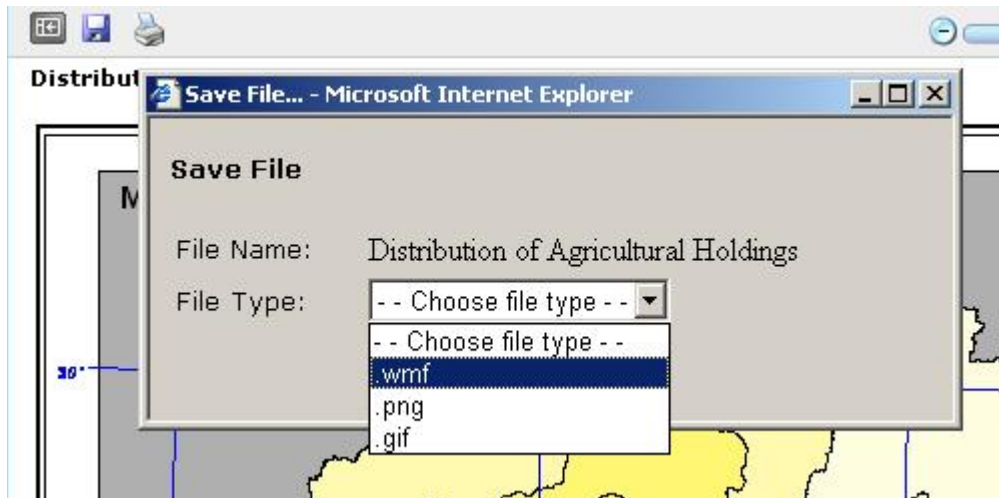 Distribut
Save File... - Microsoft Internet Explorer
Save File
M
File Name: Distribution of Agricultural Holdings
File Type: - - Choose file type - -
- - Choose file type - -
.wmf
.png
.gif
30°